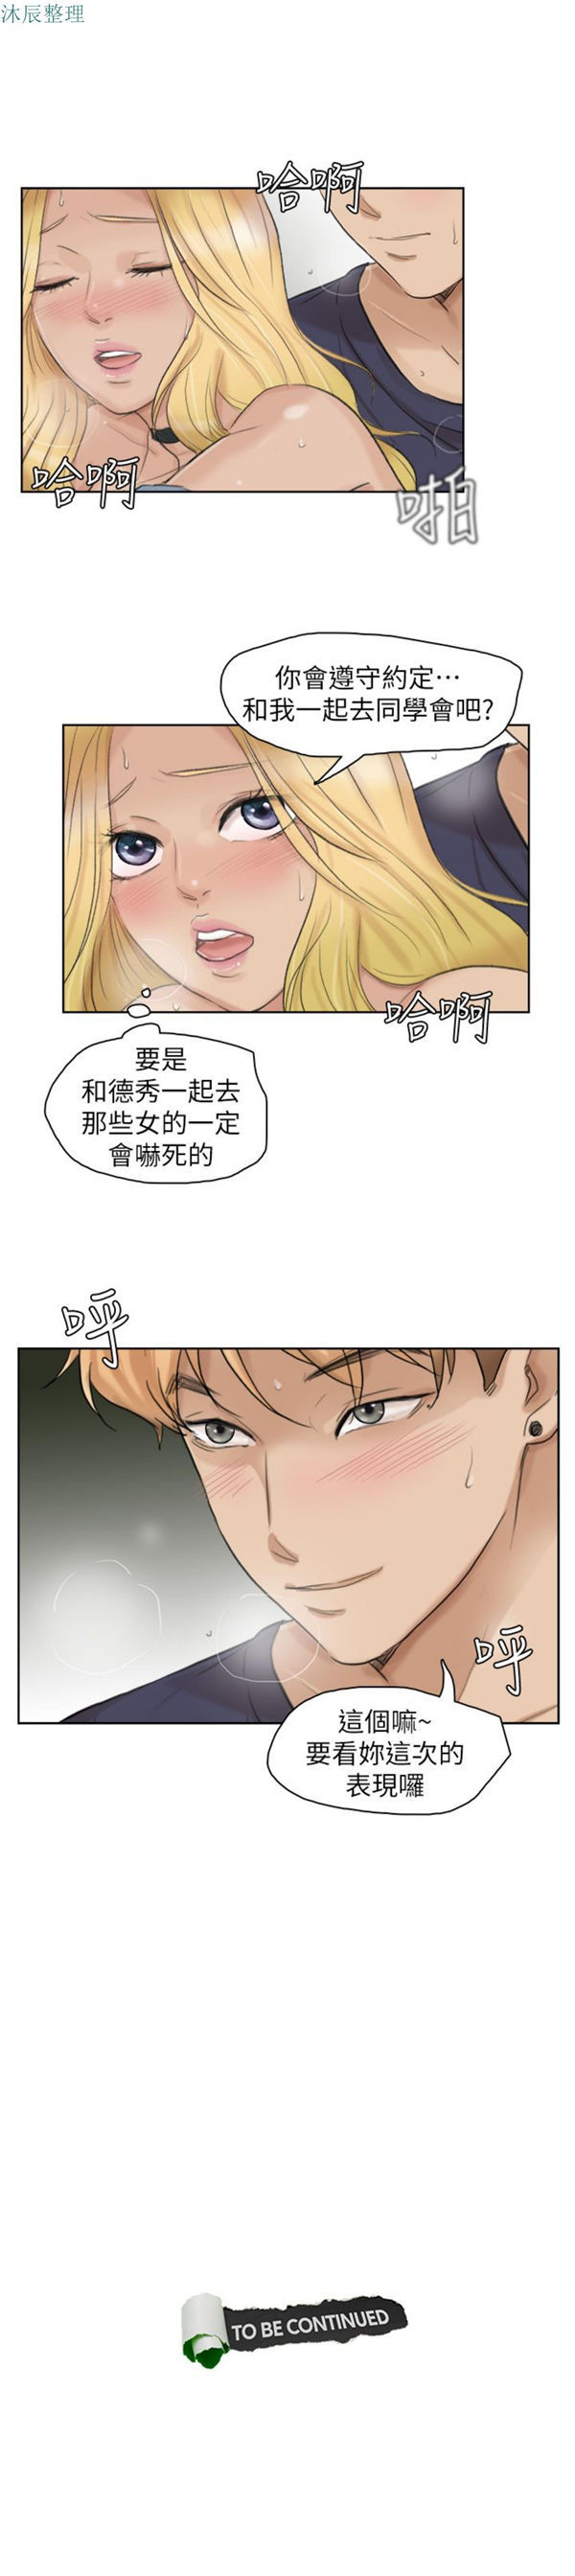 沐辰整理
哈啊
哈啊
啪
你會遵守約定⋯
和我一起去同學會吧?
哈啊
要是
和德秀一起去
那些女的一定
會嚇死的
呼
呼
這個嘛~
要看妳這次的
表現囉
TO BE CONTINUED